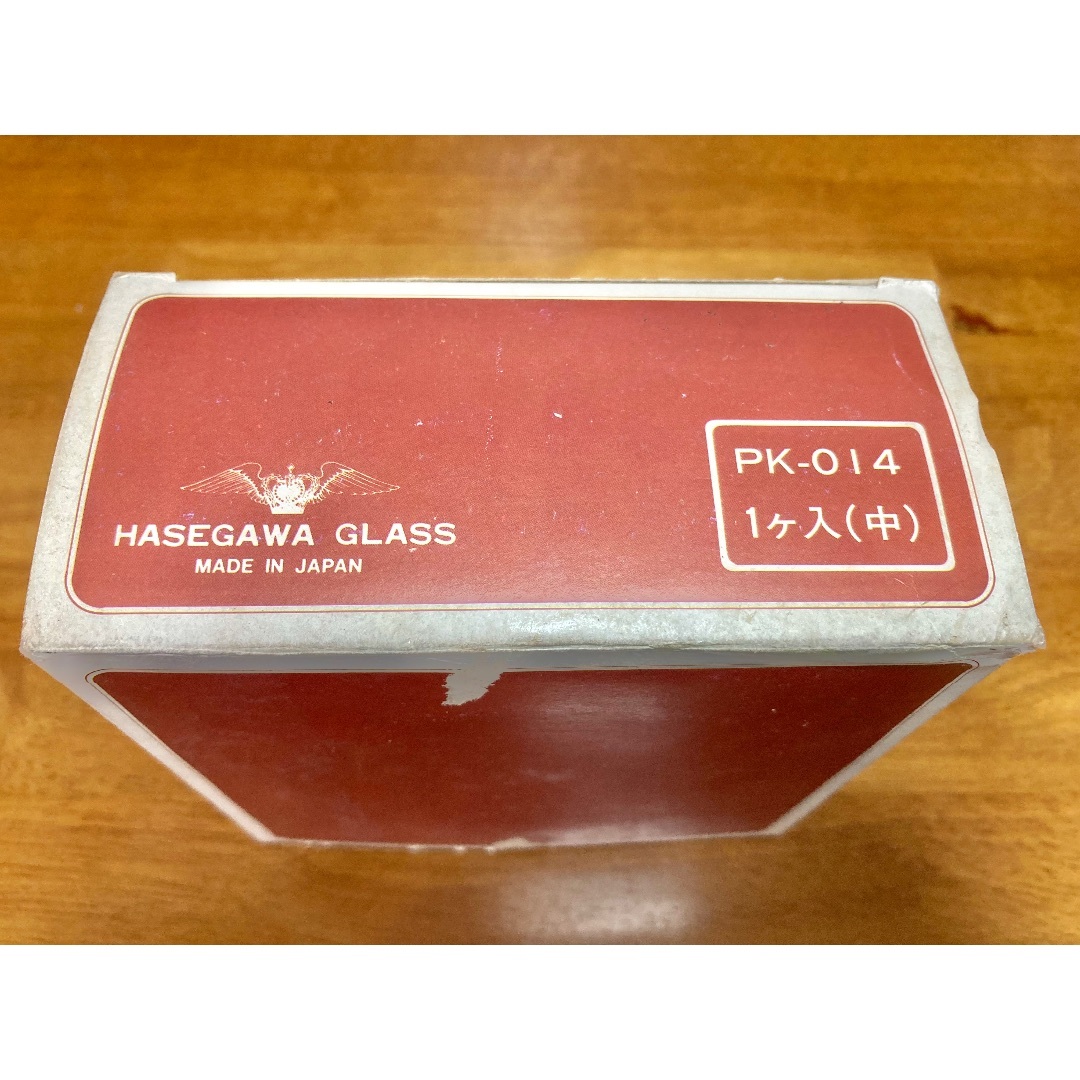 HASEGAWA GLASS
MADE IN JAPAN
PK-014
1ヶ入(中)